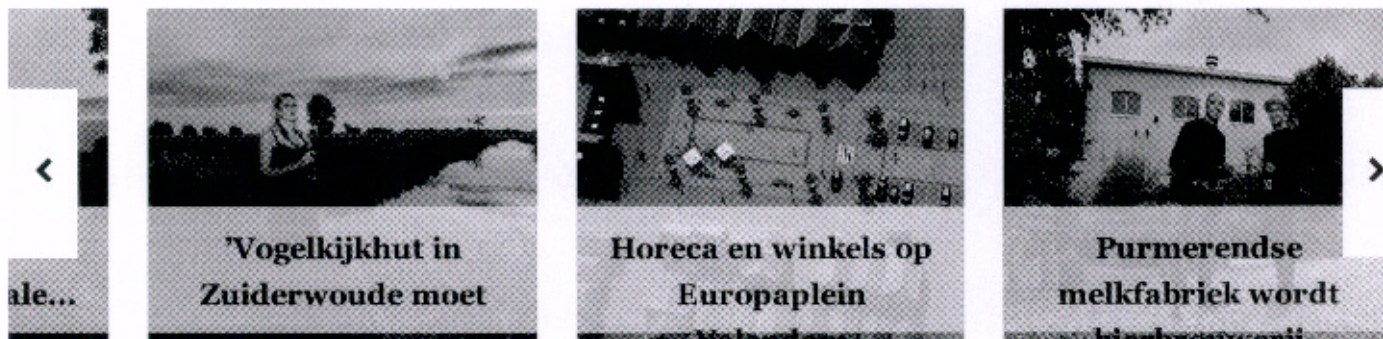 ale...
'Vogelkijkhut in
Zuiderwoude moet
Horeca en winkels op
Europaplein
Purmerendse
melkfabriek wordt